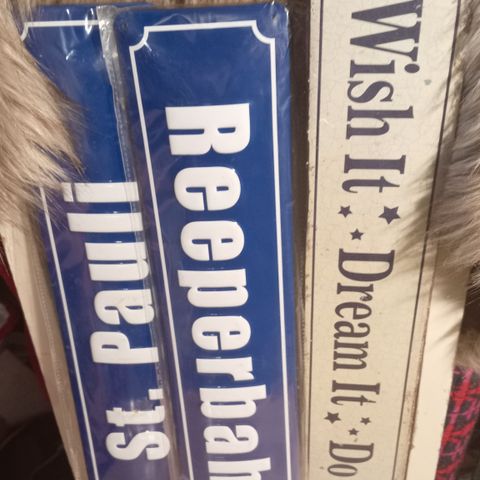 St. Pauli
Reeperbah
Wish It Dream It Do